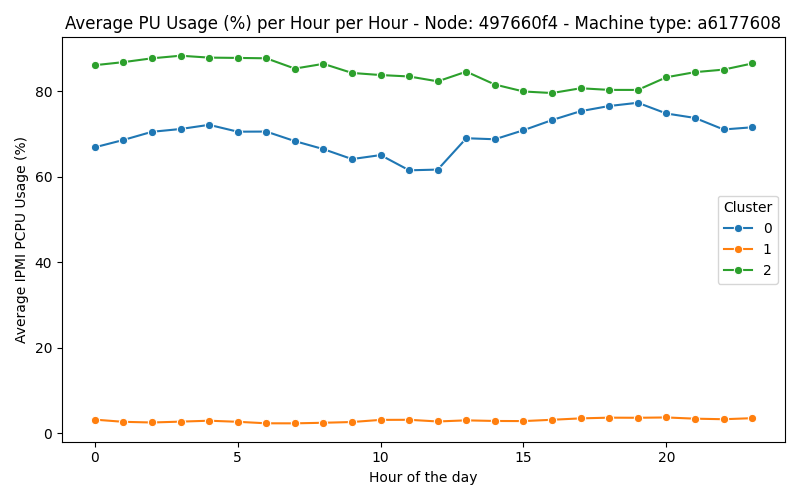 Average PU Usage (%) per Hour per Hour - Node: 497660f4 - Machine type: a6177608
Average IPMI PCPU Usage (%)
80
60
40
20
0
Cluster
0
1
2
0 5 10 15 20
Hour of the day